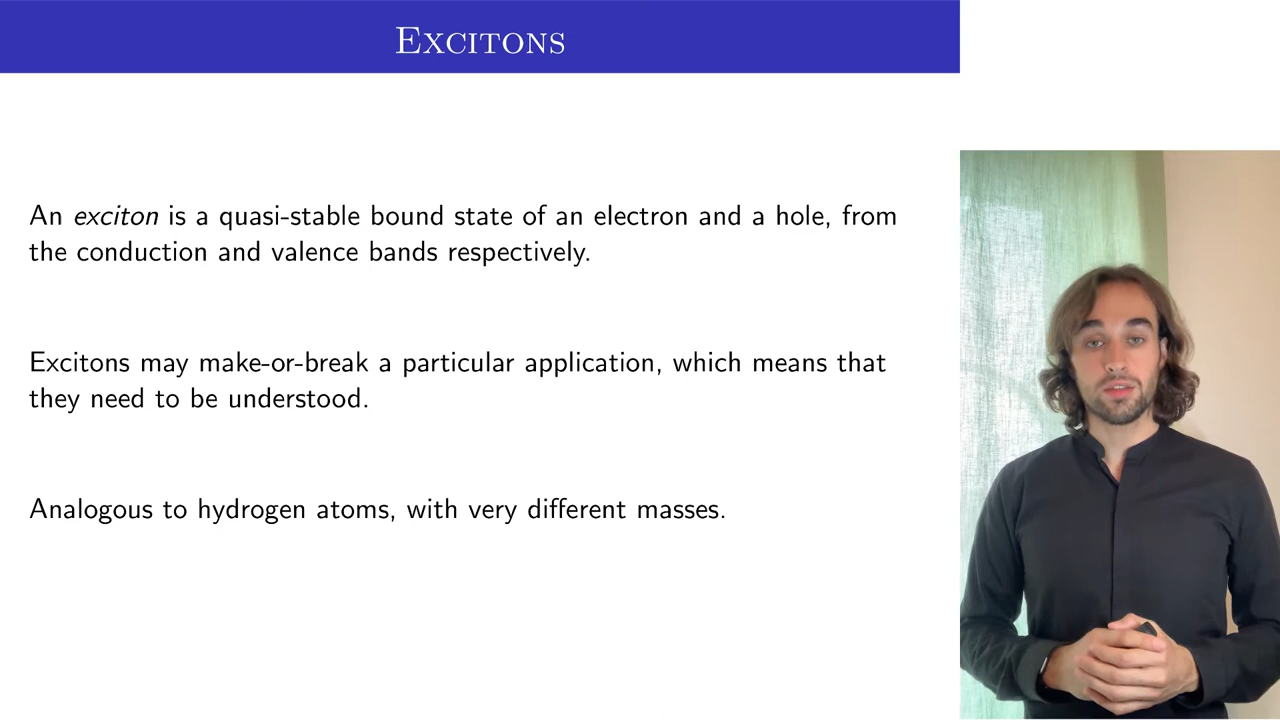 Excitons
An exciton is a quasi-stable bound state of an electron and a hole, from
the conduction and valence bands respectively.
Excitons may make-or-break a particular application, which means that
they need to be understood.
Analogous to hydrogen atoms, with very different masses.